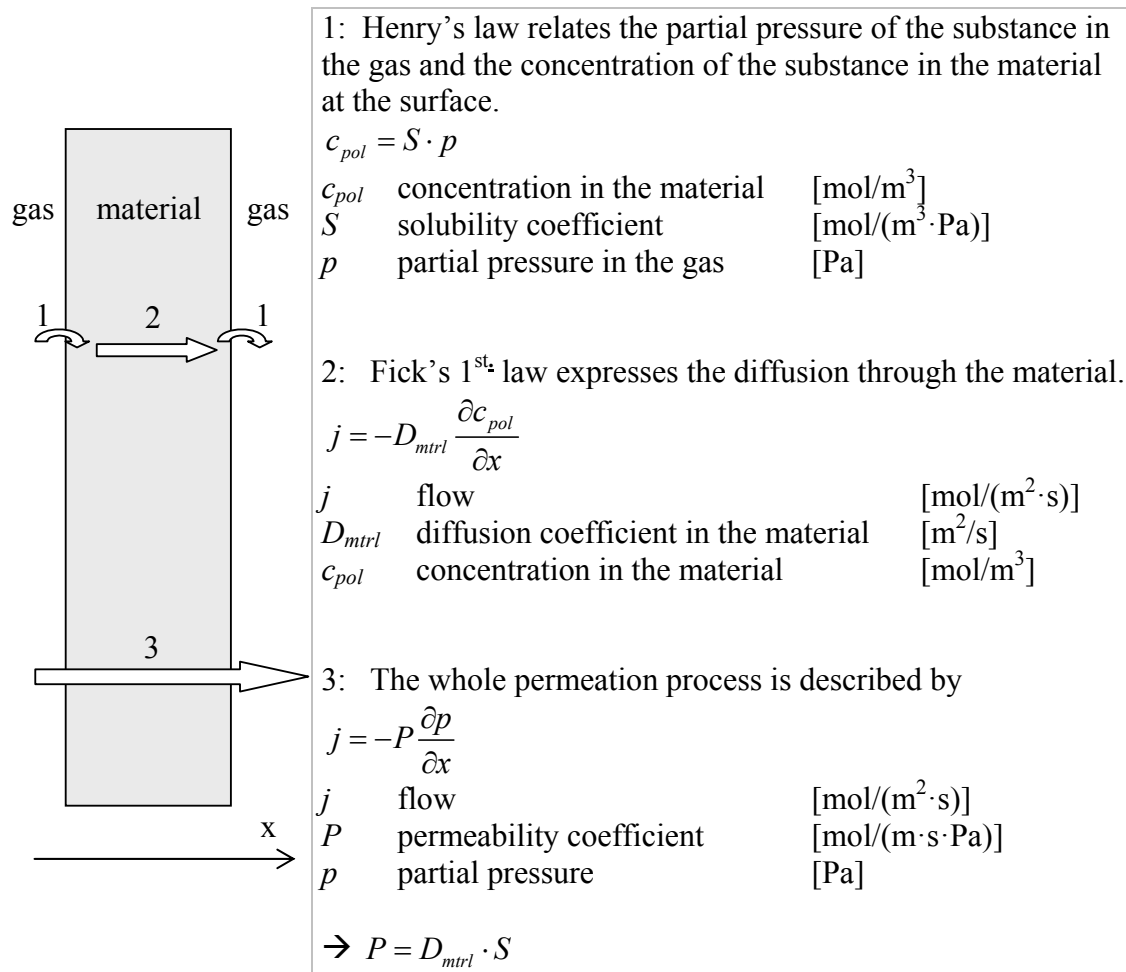 1: Henry’s law relates the partial pressure of the substance in
the gas and the concentration of the substance in the material
at the surface.
c_pol = S · p
c_pol concentration in the material [mol/m³]
S solubility coefficient [mol/(m³·Pa)]
p partial pressure in the gas [Pa]
gas material gas
1 2 1
2: Fick’s 1st. law expresses the diffusion through the material.
j = −D_mtrl ∂c_pol/∂x
j flow [mol/(m²·s)]
D_mtrl diffusion coefficient in the material [m²/s]
c_pol concentration in the material [mol/m³]
3
3: The whole permeation process is described by
j = −P ∂p/∂x
j flow [mol/(m²·s)]
P permeability coefficient [mol/(m·s·Pa)]
p partial pressure [Pa]
x
→ P = D_mtrl · S